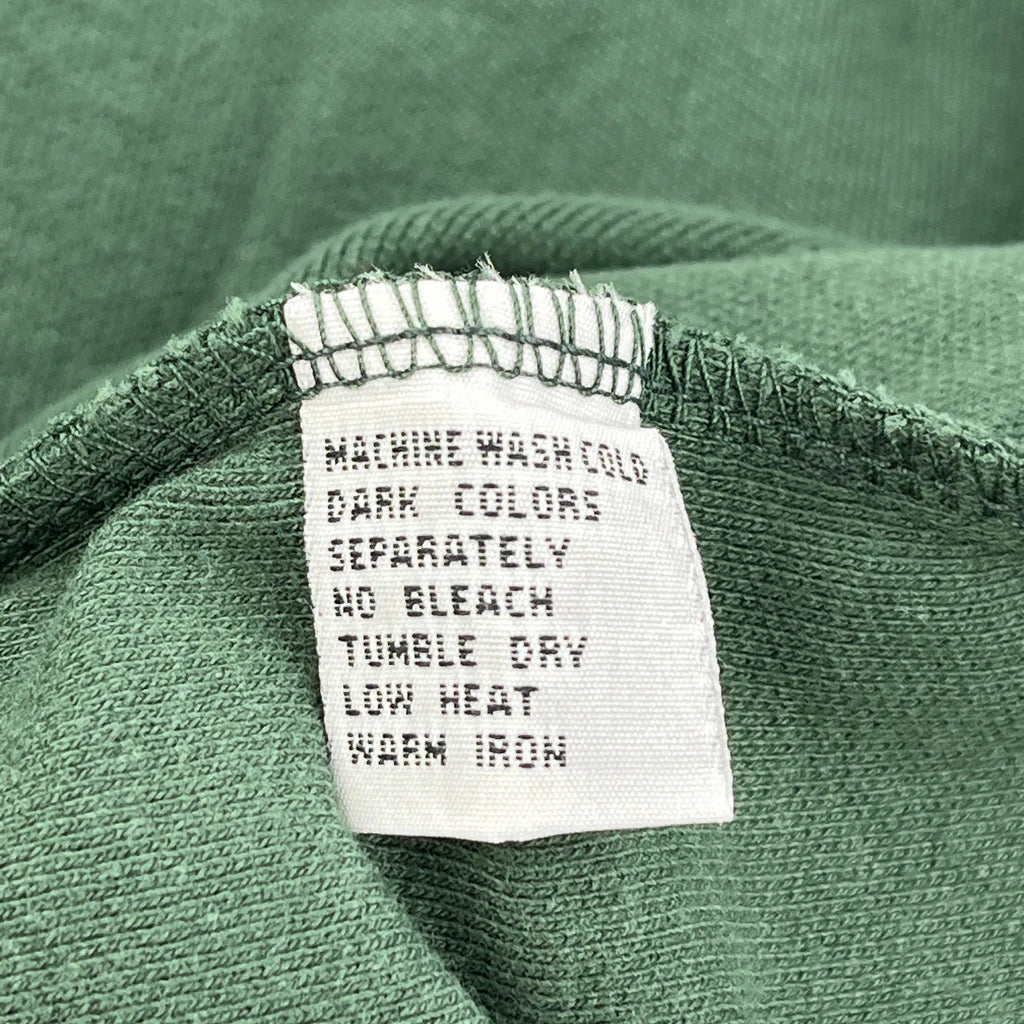 MACHINE WASH COLD
DARK COLORS
SEPARATELY
NO BLEACH
TUMBLE DRY
LOW HEAT
WARM IRON